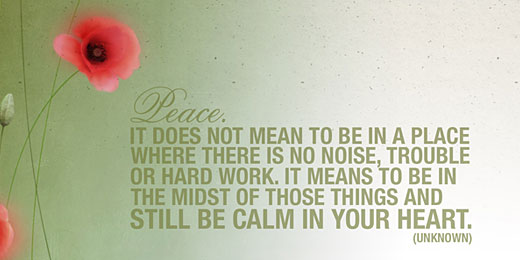 Peace.
IT DOES NOT MEAN TO BE IN A PLACE
WHERE THERE IS NO NOISE, TROUBLE
OR HARD WORK. IT MEANS TO BE IN
THE MIDST OF THOSE THINGS AND
STILL BE CALM IN YOUR HEART.
(UNKNOWN)